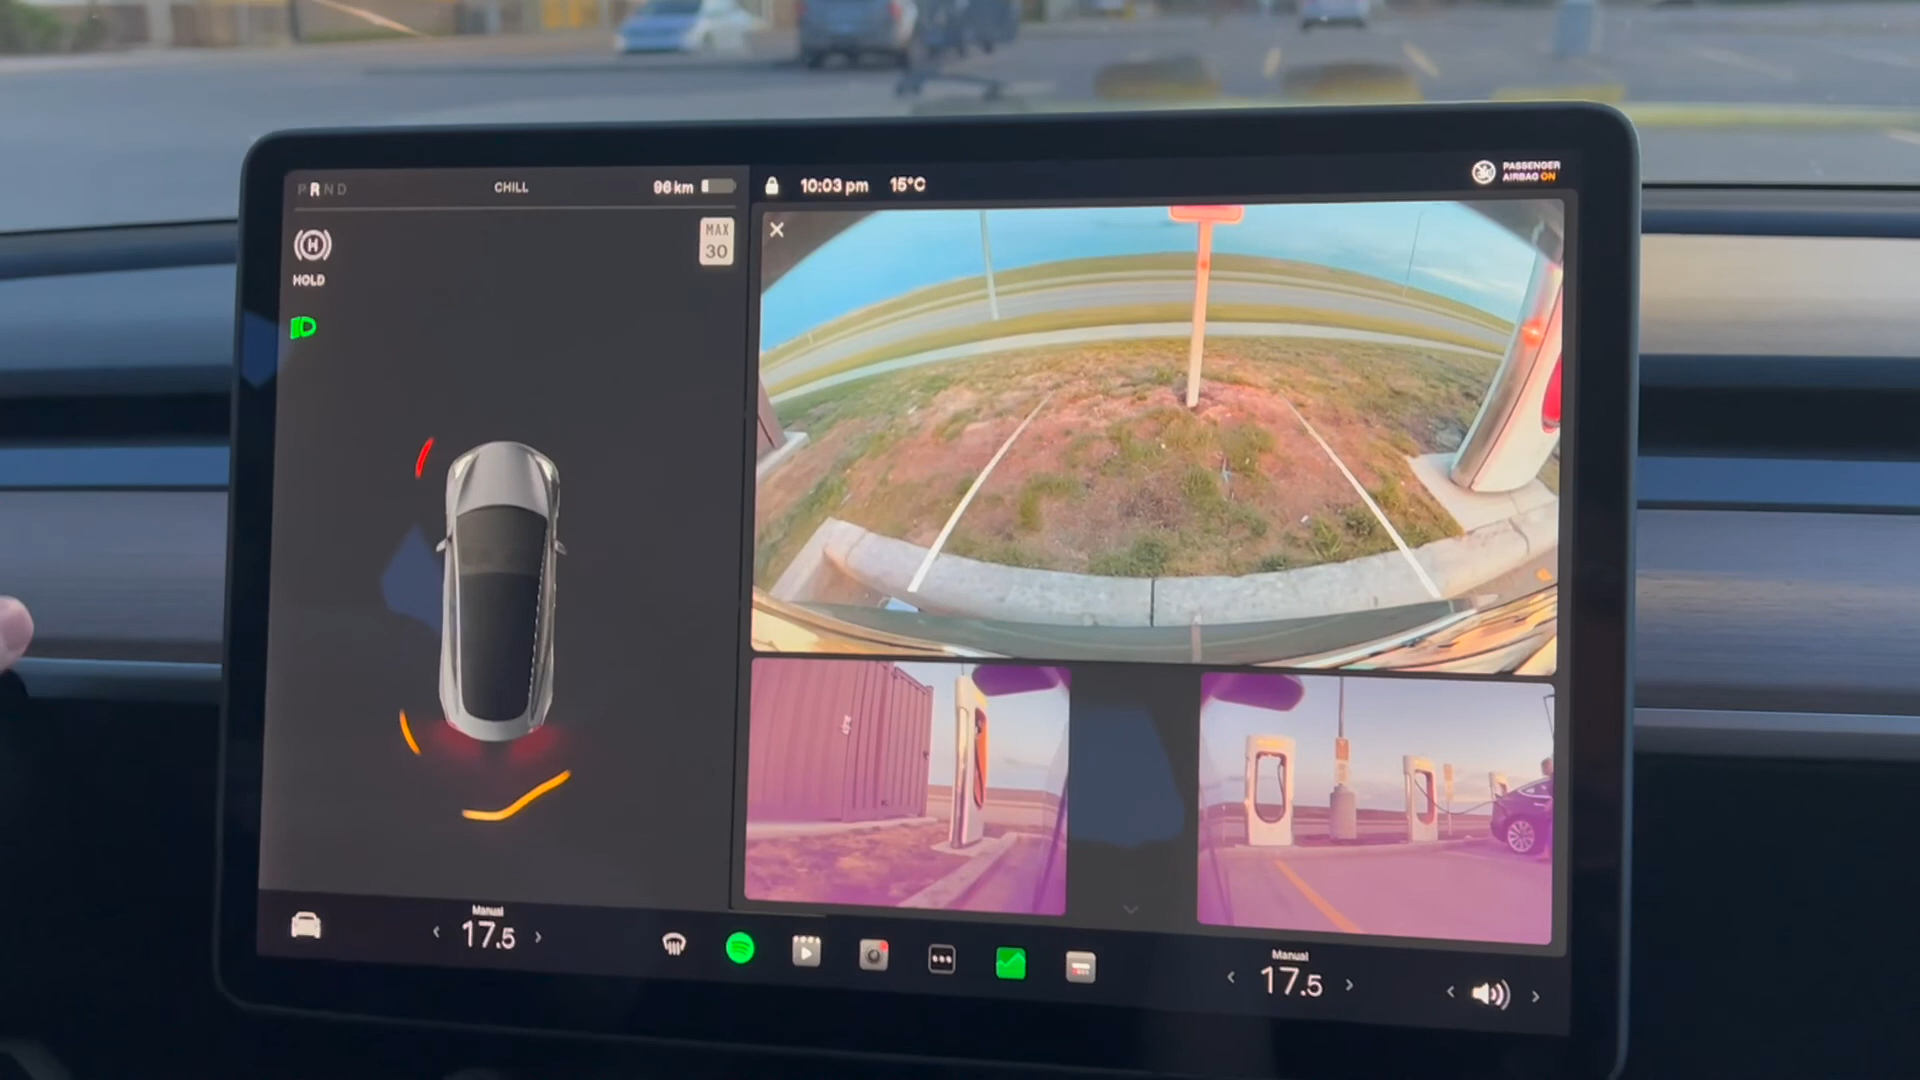 P R N D
CHILL
96 km
10:03 pm
15°C
PASSENGER
AIRBAG ON
HOLD
MAX
30
Manual
17.5
Manual
17.5